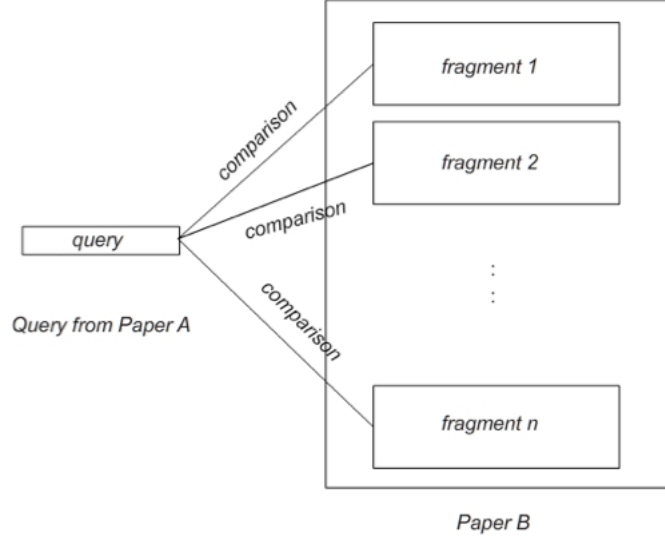 fragment 1
comparison
fragment 2
comparison
query
comparison
Query from Paper A
:
:
fragment n
Paper B